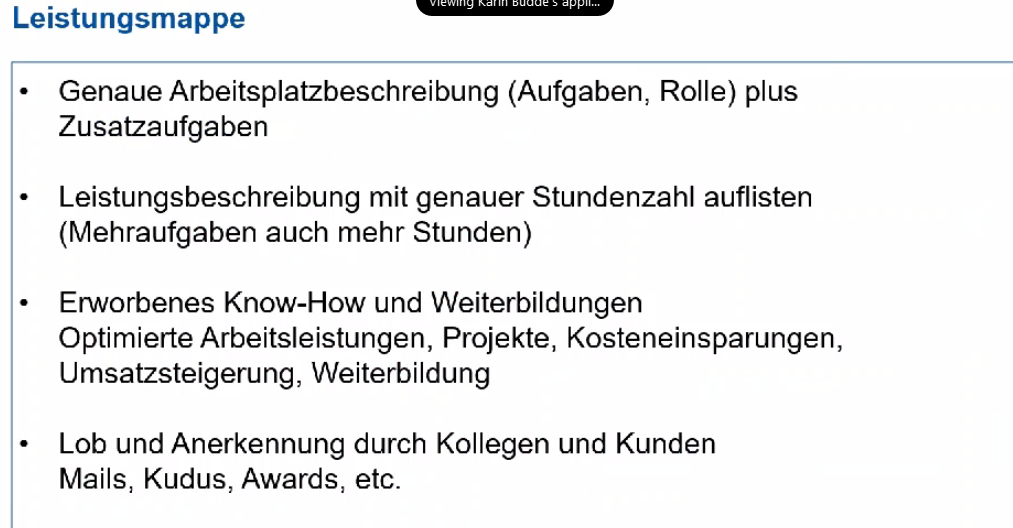 Viewing Karin Budde's appli...
Leistungsmappe
• Genaue Arbeitsplatzbeschreibung (Aufgaben, Rolle) plus
Zusatzaufgaben
• Leistungsbeschreibung mit genauer Stundenzahl auflisten
(Mehraufgaben auch mehr Stunden)
• Erworbenes Know-How und Weiterbildungen
Optimierte Arbeitsleistungen, Projekte, Kosteneinsparungen,
Umsatzsteigerung, Weiterbildung
• Lob und Anerkennung durch Kollegen und Kunden
Mails, Kudus, Awards, etc.